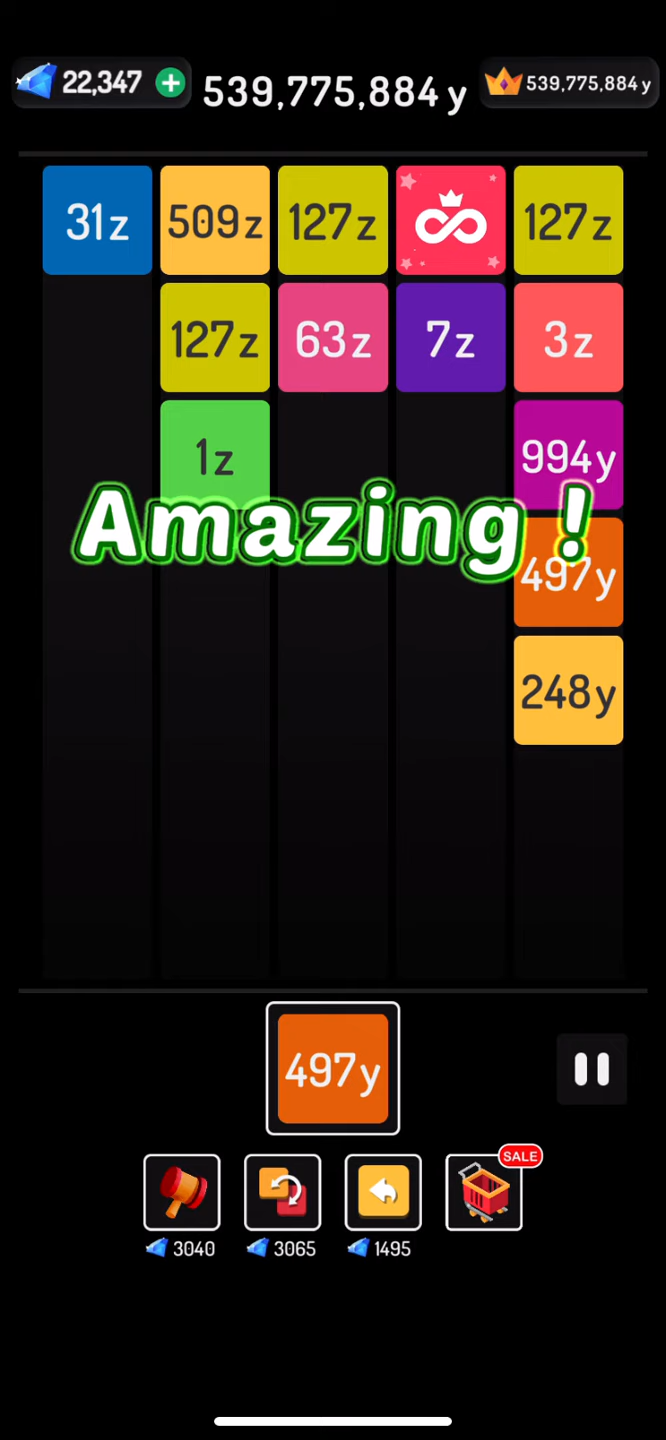 22,347
539,775,884 y
539,775,884 y
31z 509z 127z 127z
127z 63z 7z 3z
1z 994y
Amazing !
497y
248y
497y
SALE
3040 3065 1495